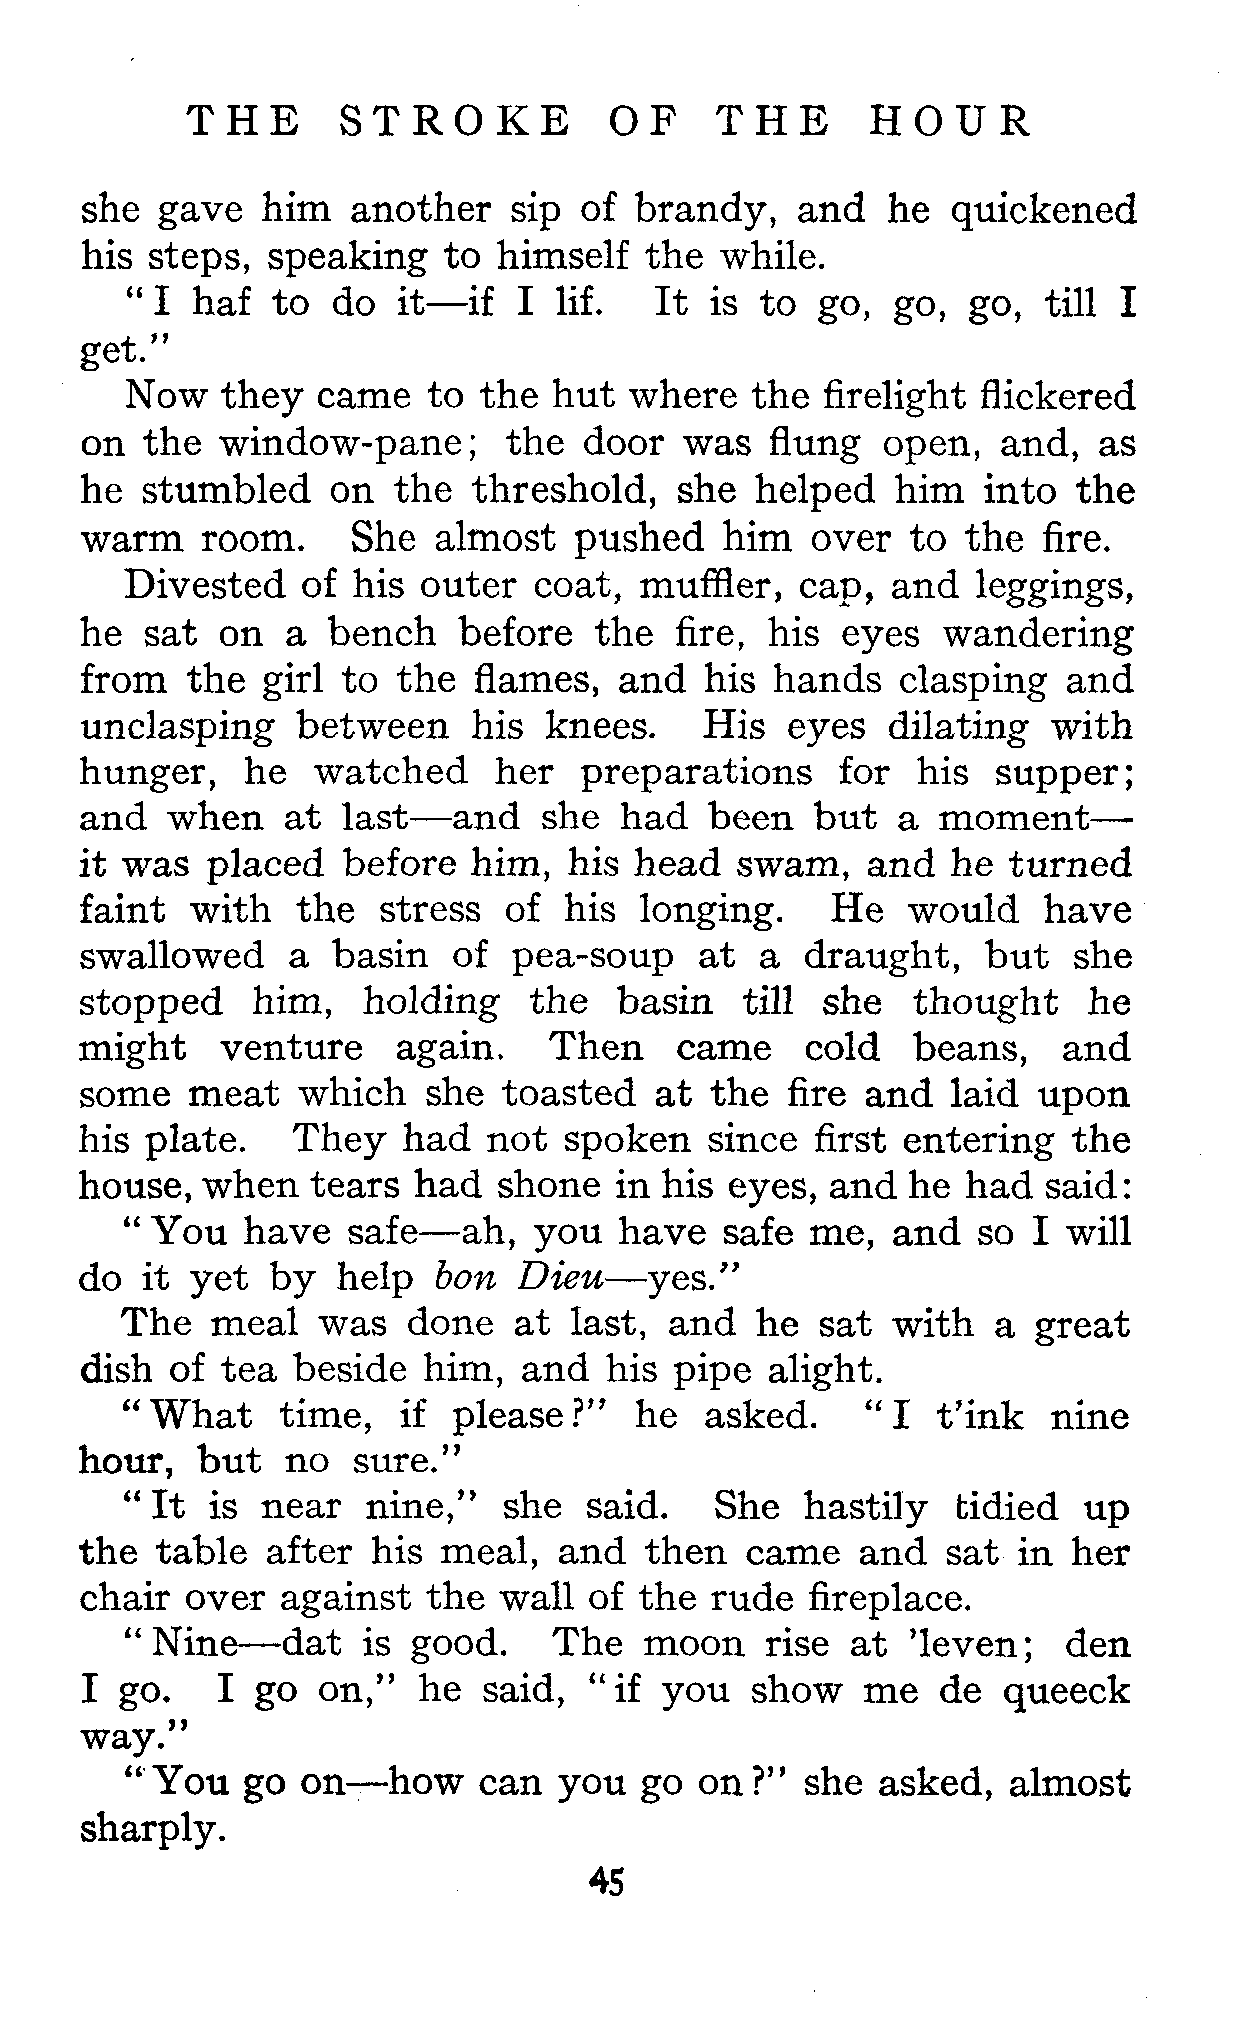 THE STROKE OF THE HOUR
she gave him another sip of brandy, and he quickened
his steps, speaking to himself the while.
“I haf to do it—if I lif. It is to go, go, go, till I
get.”
Now they came to the hut where the firelight flickered
on the window-pane; the door was flung open, and, as
he stumbled on the threshold, she helped him into the
warm room. She almost pushed him over to the fire.
Divested of his outer coat, muffler, cap, and leggings,
he sat on a bench before the fire, his eyes wandering
from the girl to the flames, and his hands clasping and
unclasping between his knees. His eyes dilating with
hunger, he watched her preparations for his supper;
and when at last—and she had been but a moment—
it was placed before him, his head swam, and he turned
faint with the stress of his longing. He would have
swallowed a basin of pea-soup at a draught, but she
stopped him, holding the basin till she thought he
might venture again. Then came cold beans, and
some meat which she toasted at the fire and laid upon
his plate. They had not spoken since first entering the
house, when tears had shone in his eyes, and he had said:
“You have safe—ah, you have safe me, and so I will
do it yet by help bon Dieu—yes.”
The meal was done at last, and he sat with a great
dish of tea beside him, and his pipe alight.
“What time, if please?” he asked. “I t’ink nine
hour, but no sure.”
“It is near nine,” she said. She hastily tidied up
the table after his meal, and then came and sat in her
chair over against the wall of the rude fireplace.
“Nine—dat is good. The moon rise at ’leven; den
I go. I go on,” he said, “if you show me de queeck
way.”
“You go on—how can you go on?” she asked, almost
sharply.
45